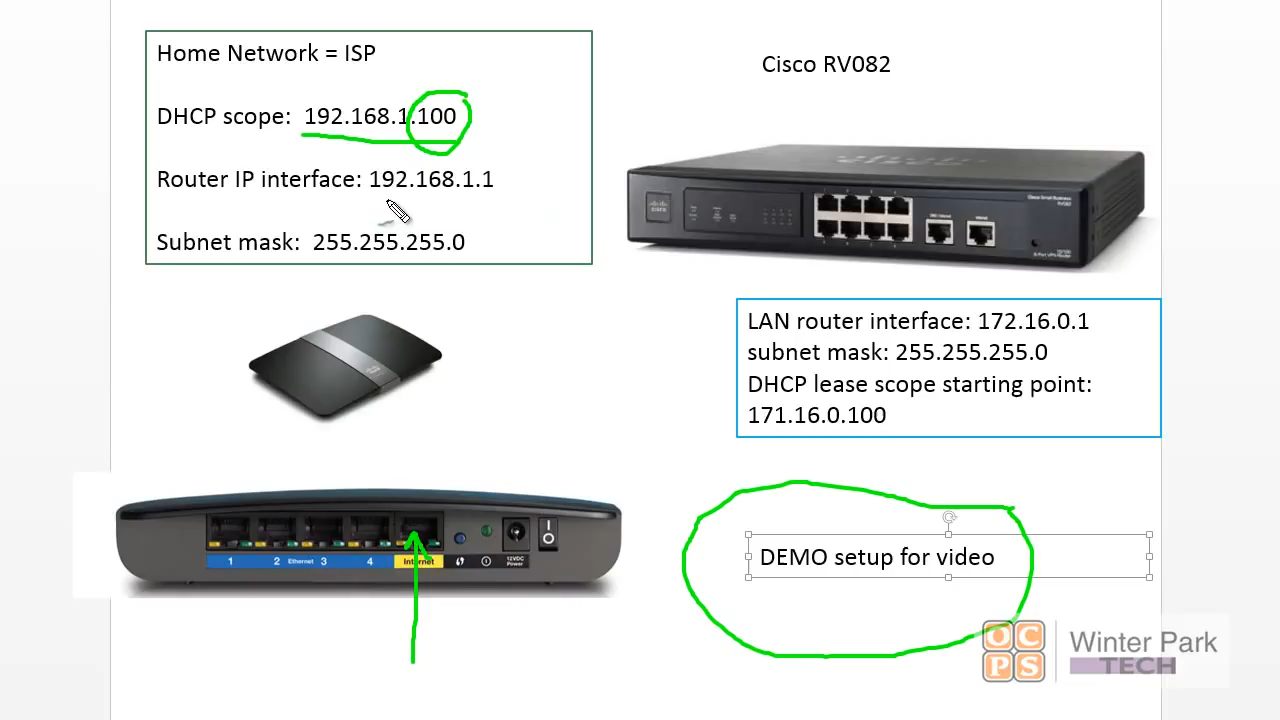 Home Network = ISP
DHCP scope: 192.168.1.100
Router IP interface: 192.168.1.1
Subnet mask: 255.255.255.0
Cisco RV082
LAN router interface: 172.16.0.1
subnet mask: 255.255.255.0
DHCP lease scope starting point:
171.16.0.100
1 2 Ethernet 3 4 Internet
12VDC
Power
I
O
DEMO setup for video
OC
PS
Winter Park
TECH